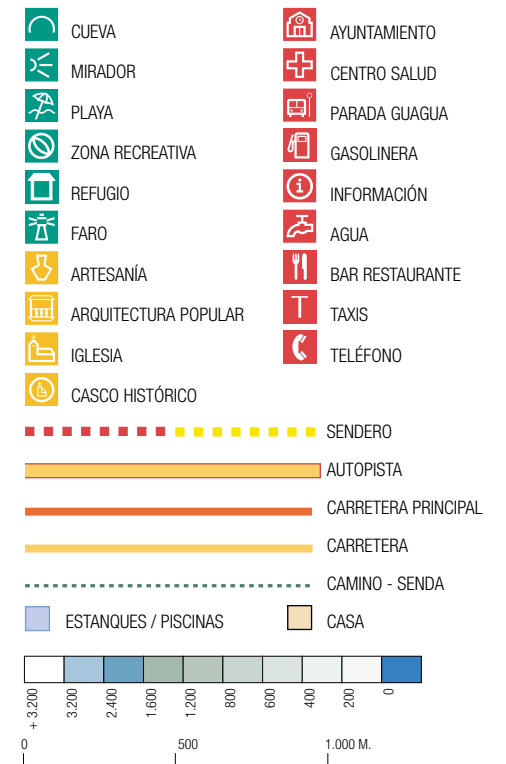 CUEVA
MIRADOR
PLAYA
ZONA RECREATIVA
REFUGIO
FARO
ARTESANÍA
ARQUITECTURA POPULAR
IGLESIA
CASCO HISTÓRICO
AYUNTAMIENTO
CENTRO SALUD
PARADA GUAGUA
GASOLINERA
INFORMACIÓN
AGUA
BAR RESTAURANTE
T TAXIS
TELÉFONO
SENDERO
AUTOPISTA
CARRETERA PRINCIPAL
CARRETERA
CAMINO - SENDA
ESTANQUES / PISCINAS CASA
+ 3.200 3.200 2.400 1.600 1.200 800 600 400 200 0
0 500 1.000 M.